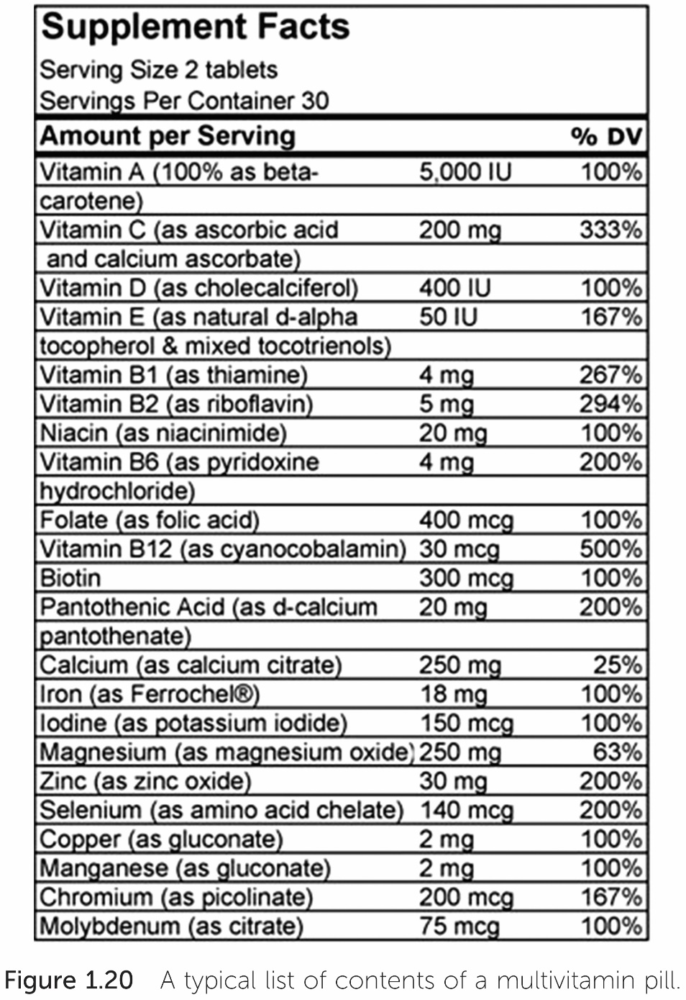 Supplement Facts
Serving Size 2 tablets
Servings Per Container 30
Amount per Serving % DV
Vitamin A (100% as beta- 5,000 IU 100%
carotene)
Vitamin C (as ascorbic acid 200 mg 333%
and calcium ascorbate)
Vitamin D (as cholecalciferol) 400 IU 100%
Vitamin E (as natural d-alpha 50 IU 167%
tocopherol & mixed tocotrienols)
Vitamin B1 (as thiamine) 4 mg 267%
Vitamin B2 (as riboflavin) 5 mg 294%
Niacin (as niacinimide) 20 mg 100%
Vitamin B6 (as pyridoxine 4 mg 200%
hydrochloride)
Folate (as folic acid) 400 mcg 100%
Vitamin B12 (as cyanocobalamin) 30 mcg 500%
Biotin 300 mcg 100%
Pantothenic Acid (as d-calcium 20 mg 200%
pantothenate)
Calcium (as calcium citrate) 250 mg 25%
Iron (as Ferrochel®) 18 mg 100%
Iodine (as potassium iodide) 150 mcg 100%
Magnesium (as magnesium oxide) 250 mg 63%
Zinc (as zinc oxide) 30 mg 200%
Selenium (as amino acid chelate) 140 mcg 200%
Copper (as gluconate) 2 mg 100%
Manganese (as gluconate) 2 mg 100%
Chromium (as picolinate) 200 mcg 167%
Molybdenum (as citrate) 75 mcg 100%
Figure 1.20 A typical list of contents of a multivitamin pill.